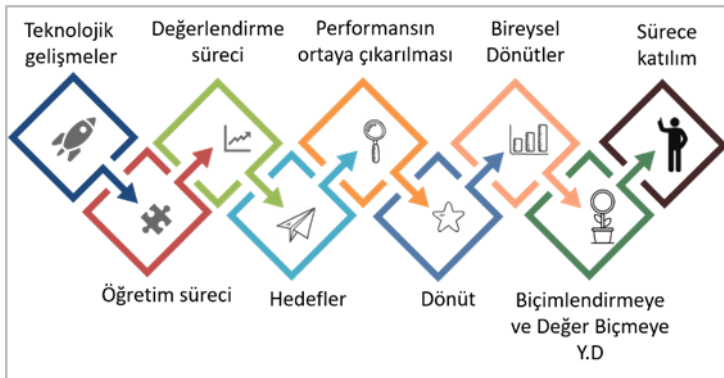 Teknolojik
gelişmeler
Değerlendirme
süreci
Performansın
ortaya çıkarılması
Bireysel
Dönütler
Sürece
katılım
Öğretim süreci
Hedefler
Dönüt
Biçimlendirmeye
ve Değer Biçmeye
Y.D